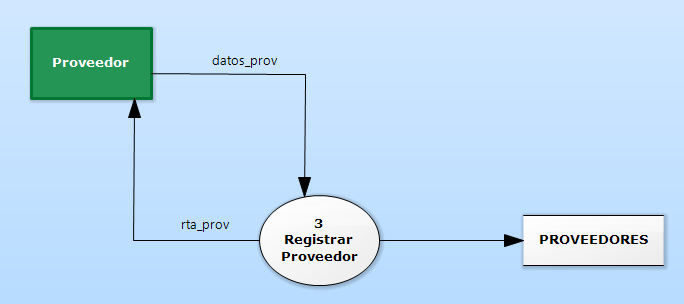 Proveedor
datos_prov
rta_prov
3
Registrar
Proveedor
PROVEEDORES